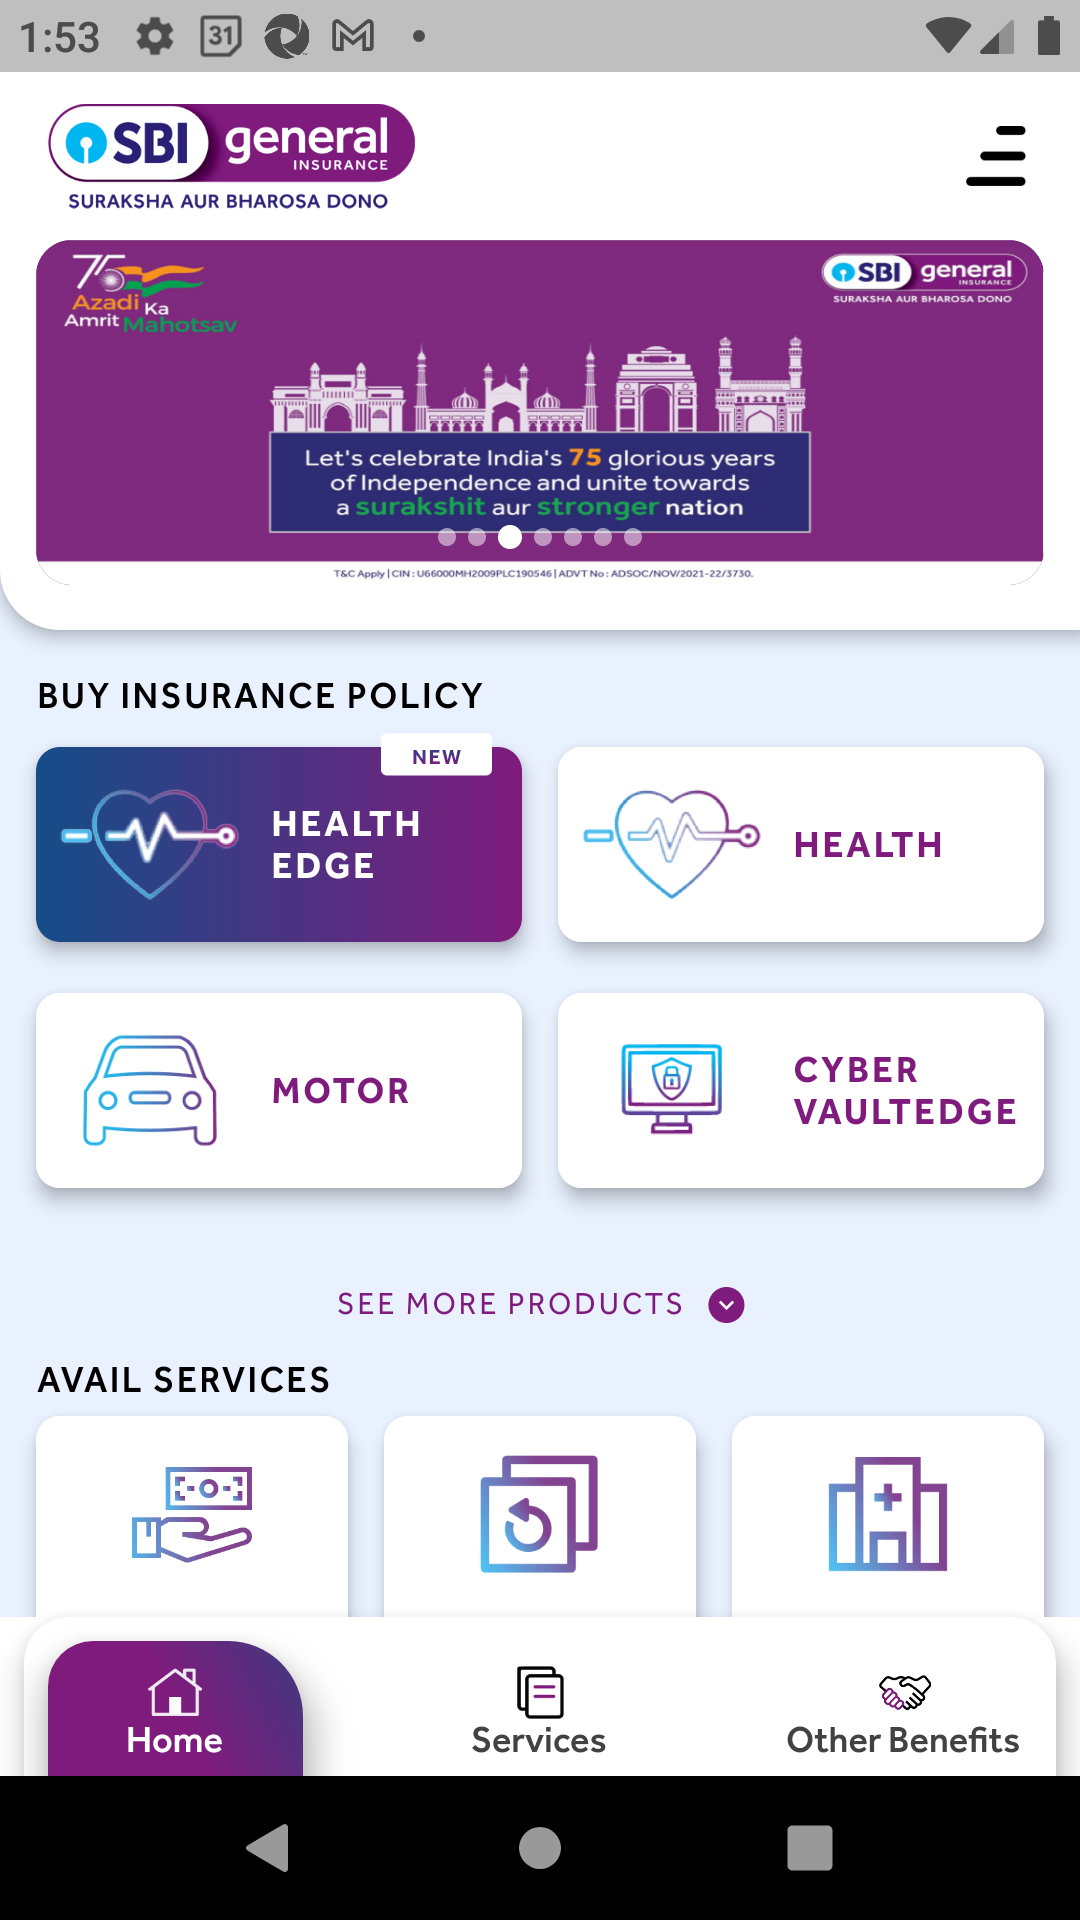 1:53
31
SBI general
INSURANCE
SURAKSHA AUR BHAROSA DONO
75
Azadi Ka
Amrit Mahotsav
SBI general
INSURANCE
SURAKSHA AUR BHAROSA DONO
Let's celebrate India's 75 glorious years
of Independence and unite towards
a surakshit aur stronger nation
T&C Apply | CIN : U66000MH2009PLC190546 | ADVT No : ADSOC/NOV/2021-22/3730.
BUY INSURANCE POLICY
NEW
HEALTH
EDGE
HEALTH
MOTOR
CYBER
VAULTEDGE
SEE MORE PRODUCTS
AVAIL SERVICES
Home
Services
Other Benefits